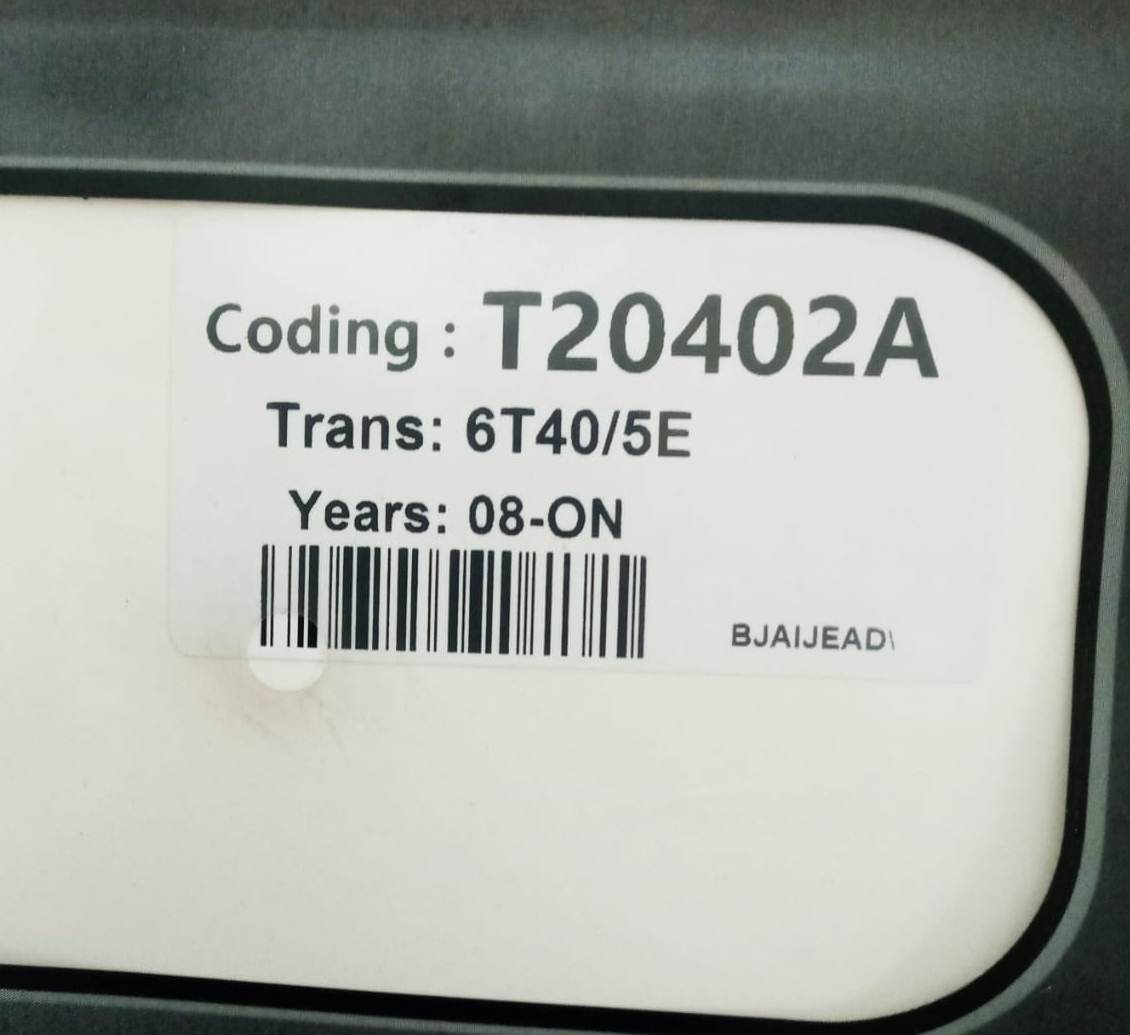 Coding : T20402A
Trans: 6T40/5E
Years: 08-ON
BJAIJEAD\